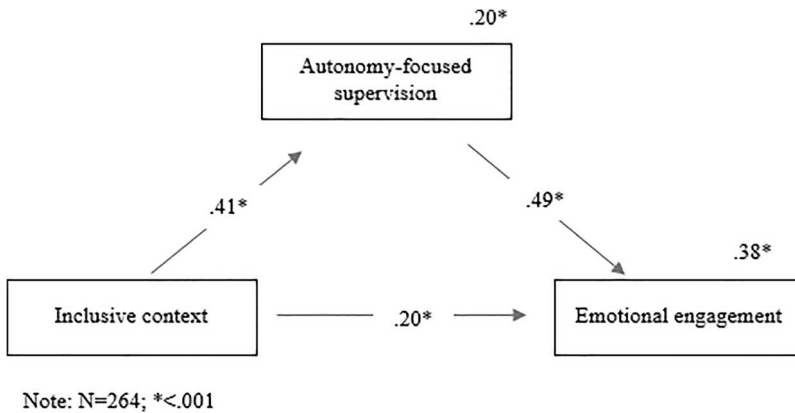 .20*
Autonomy-focused
supervision
.41*
.49*
.38*
Inclusive context
.20*
Emotional engagement
Note: N=264; *<.001